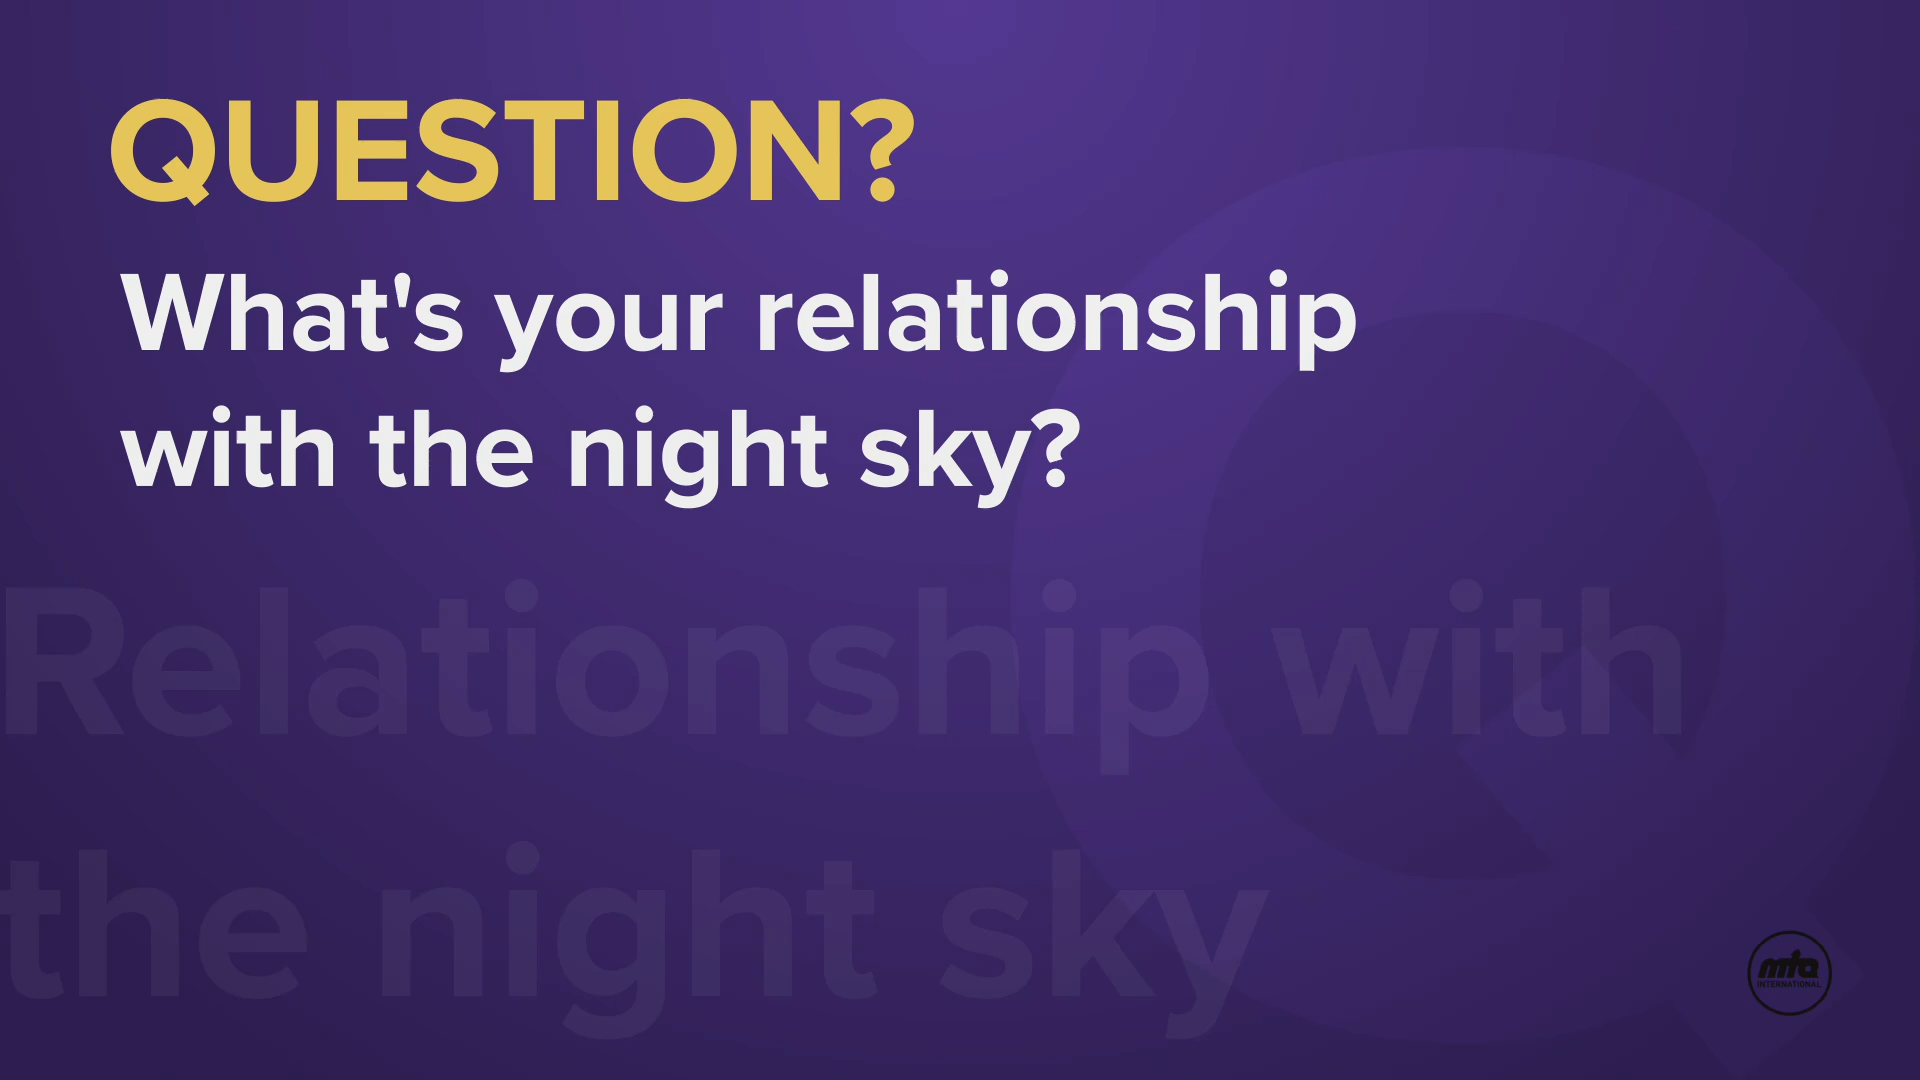 QUESTION?
What's your relationship
with the night sky?
Relationship with
the night sky
mta
INTERNATIONAL